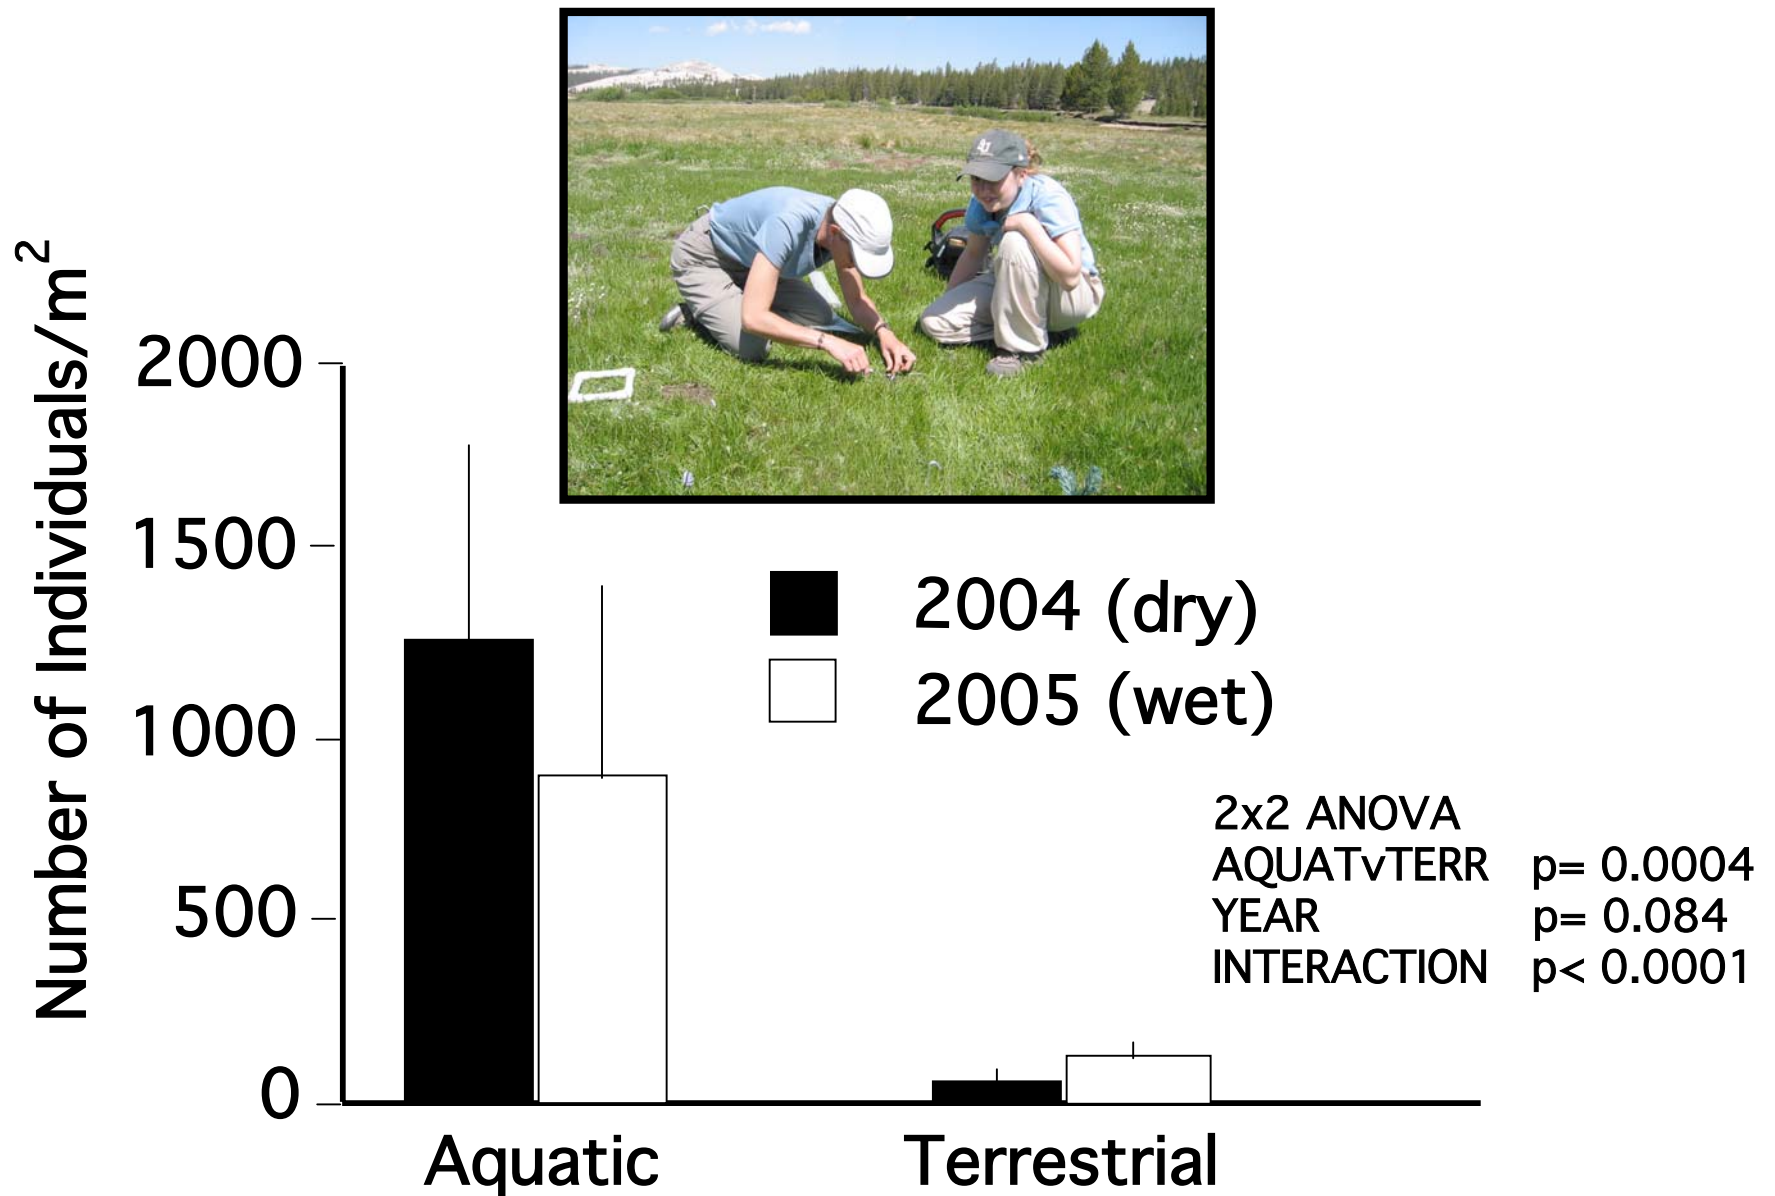 Number of Individuals/m²
2000
1500
1000
500
0
2004 (dry)
2005 (wet)
2x2 ANOVA
AQUATvTERR p= 0.0004
YEAR p= 0.084
INTERACTION p< 0.0001
Aquatic Terrestrial